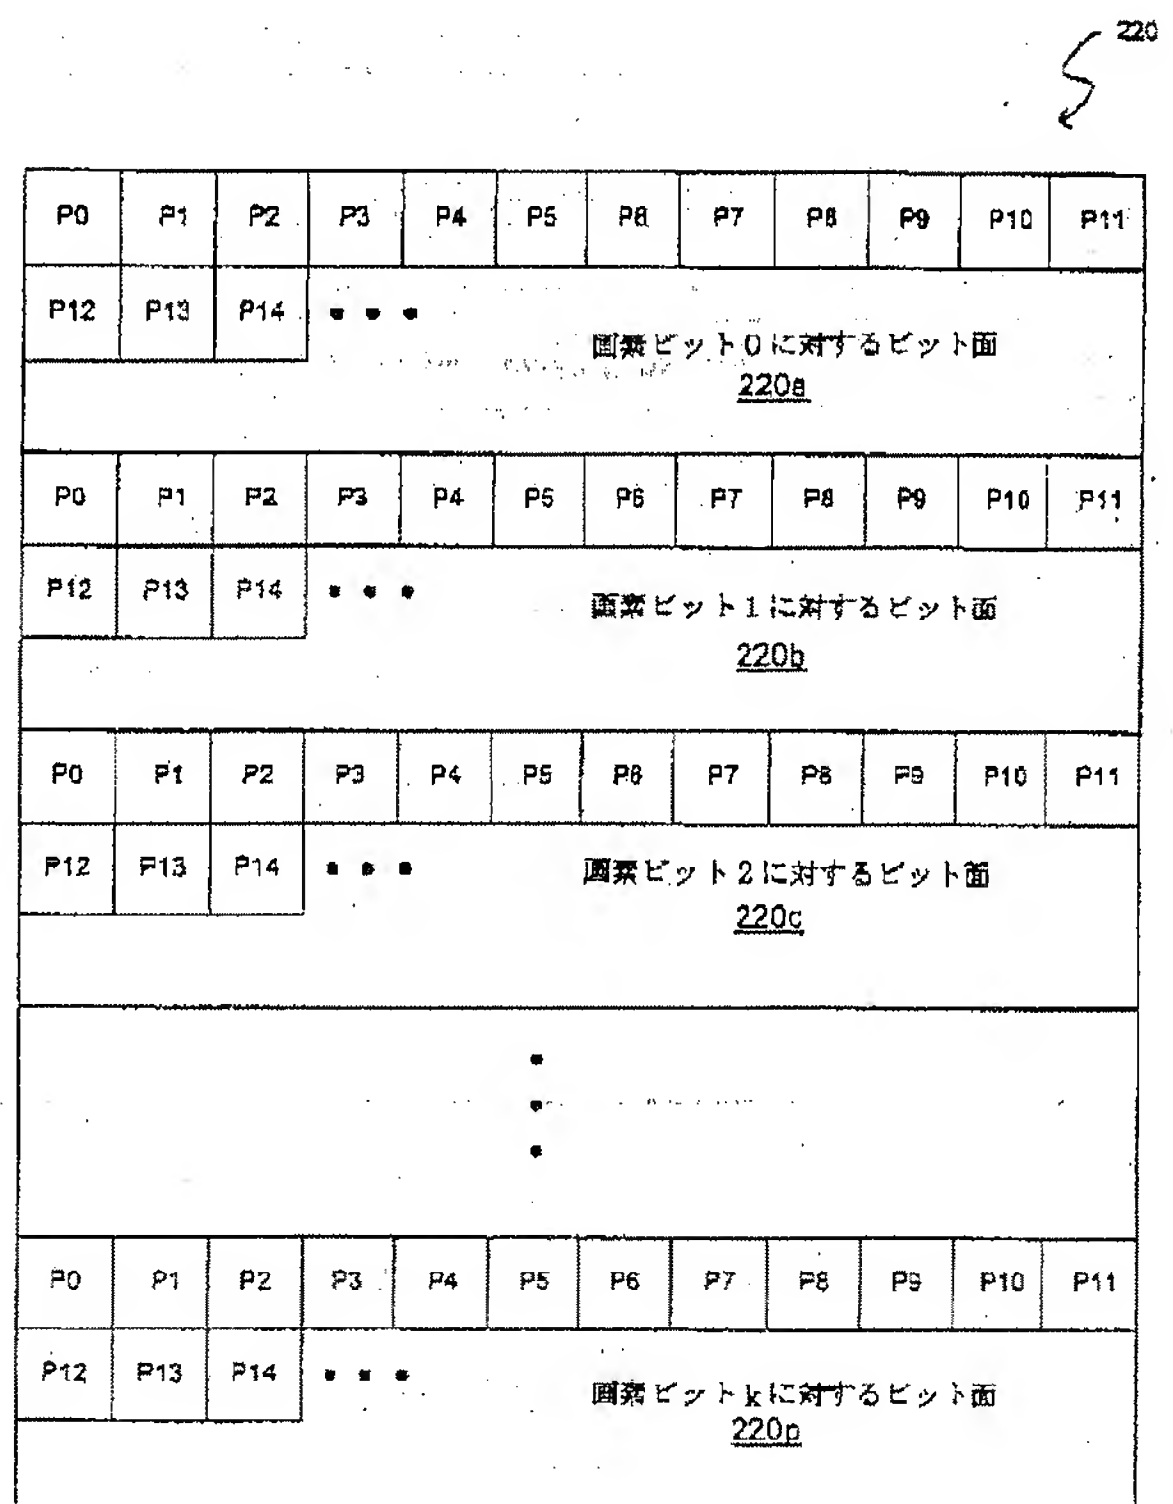 220
P0 P1 P2 P3 P4 P5 P6 P7 P8 P9 P10 P11
P12 P13 P14 • • •
画素ビット0に対するビット面
220a
P0 P1 P2 P3 P4 P5 P6 P7 P8 P9 P10 P11
P12 P13 P14 • • •
画素ビット1に対するビット面
220b
P0 P1 P2 P3 P4 P5 P6 P7 P8 P9 P10 P11
P12 P13 P14 • • •
画素ビット2に対するビット面
220c
P0 P1 P2 P3 P4 P5 P6 P7 P8 P9 P10 P11
P12 P13 P14 • • •
画素ビットkに対するビット面
220p